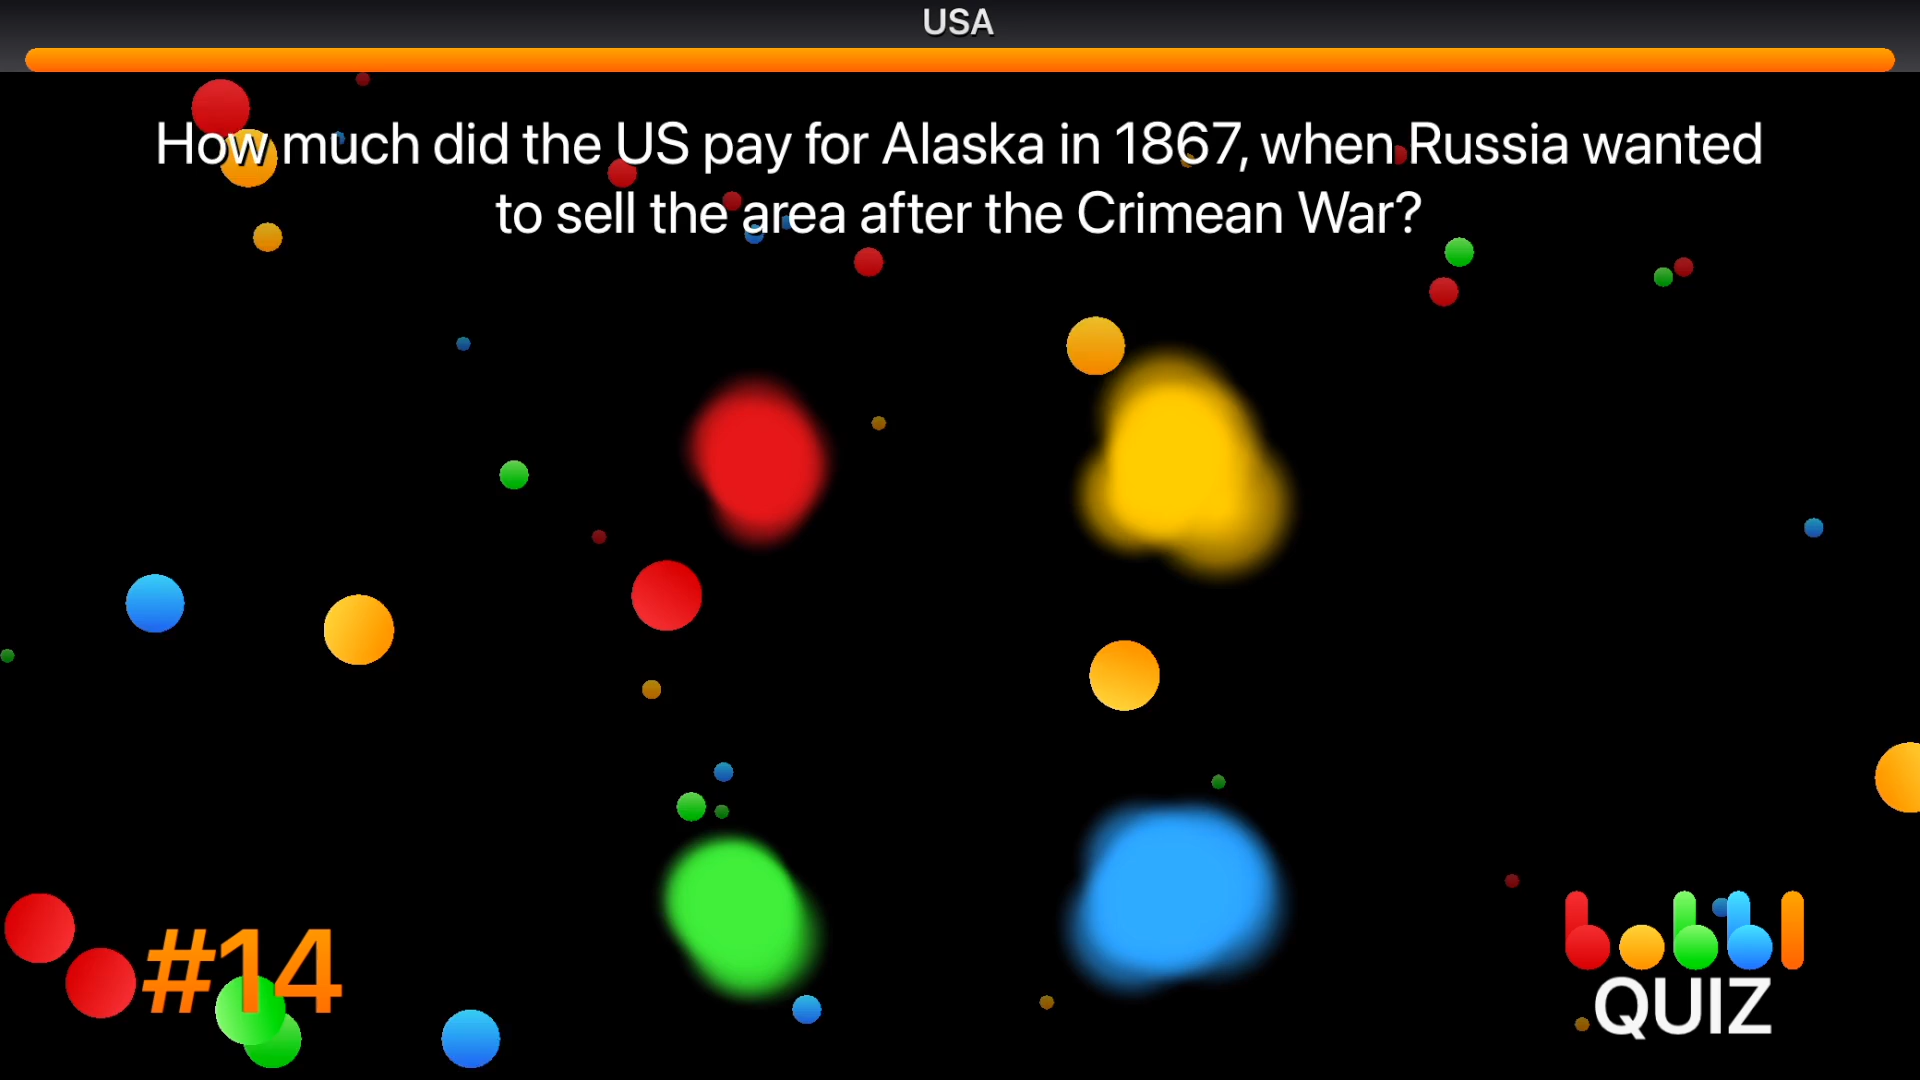 USA
How much did the US pay for Alaska in 1867, when Russia wanted
to sell the area after the Crimean War?
#14
bobbl
QUIZ